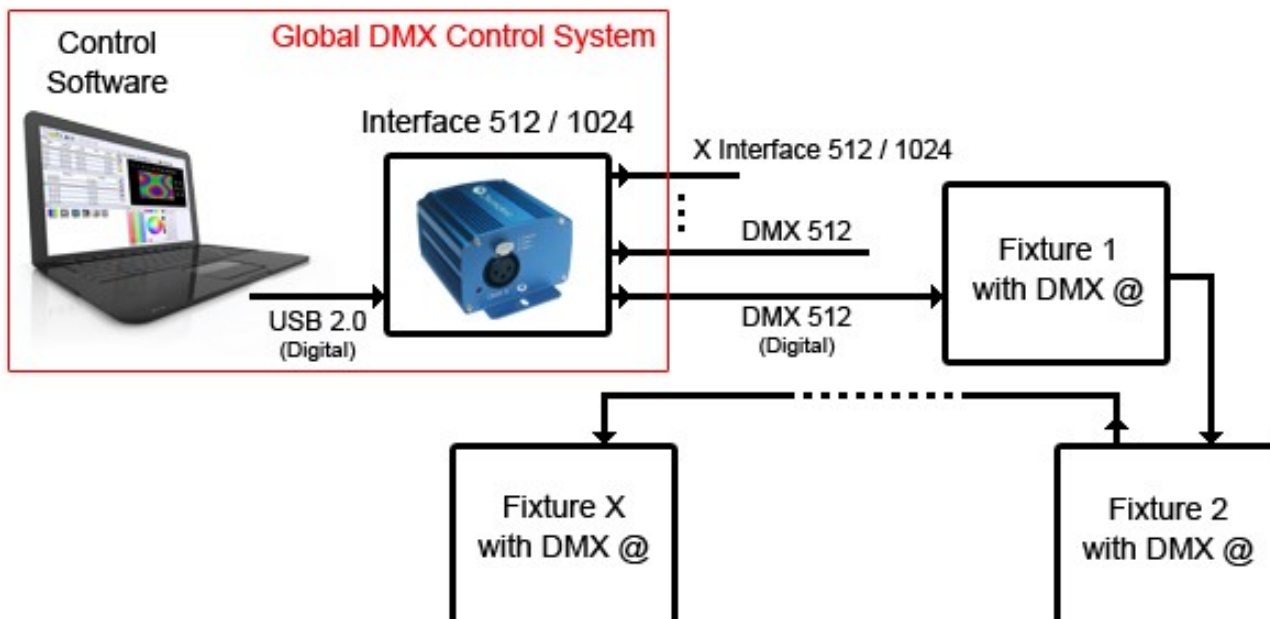 Global DMX Control System
Control
Software
Interface 512 / 1024
X Interface 512 / 1024
DMX 512
USB 2.0
(Digital)
DMX 512
(Digital)
Fixture 1
with DMX @
Fixture X
with DMX @
Fixture 2
with DMX @